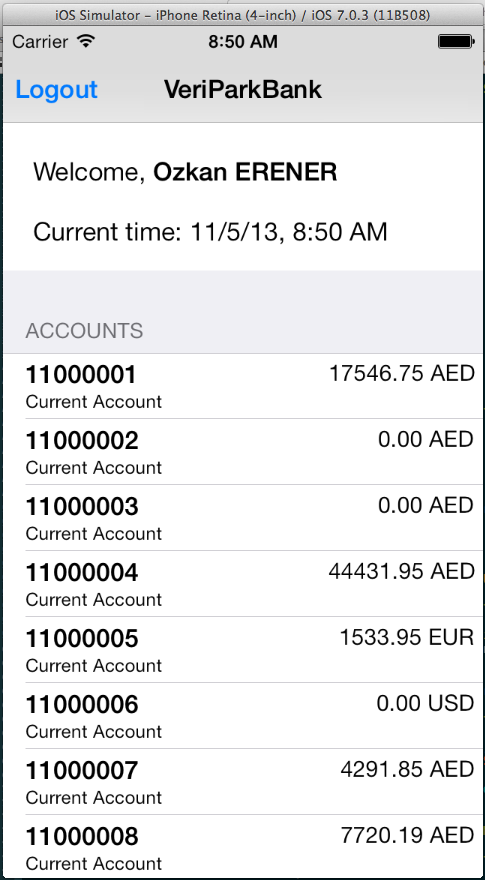 iOS Simulator - iPhone Retina (4-inch) / iOS 7.0.3 (11B508)
Carrier 8:50 AM
Logout VeriParkBank
Welcome, Ozkan ERENER
Current time: 11/5/13, 8:50 AM
ACCOUNTS
11000001 17546.75 AED
Current Account
11000002 0.00 AED
Current Account
11000003 0.00 AED
Current Account
11000004 44431.95 AED
Current Account
11000005 1533.95 EUR
Current Account
11000006 0.00 USD
Current Account
11000007 4291.85 AED
Current Account
11000008 7720.19 AED
Current Account